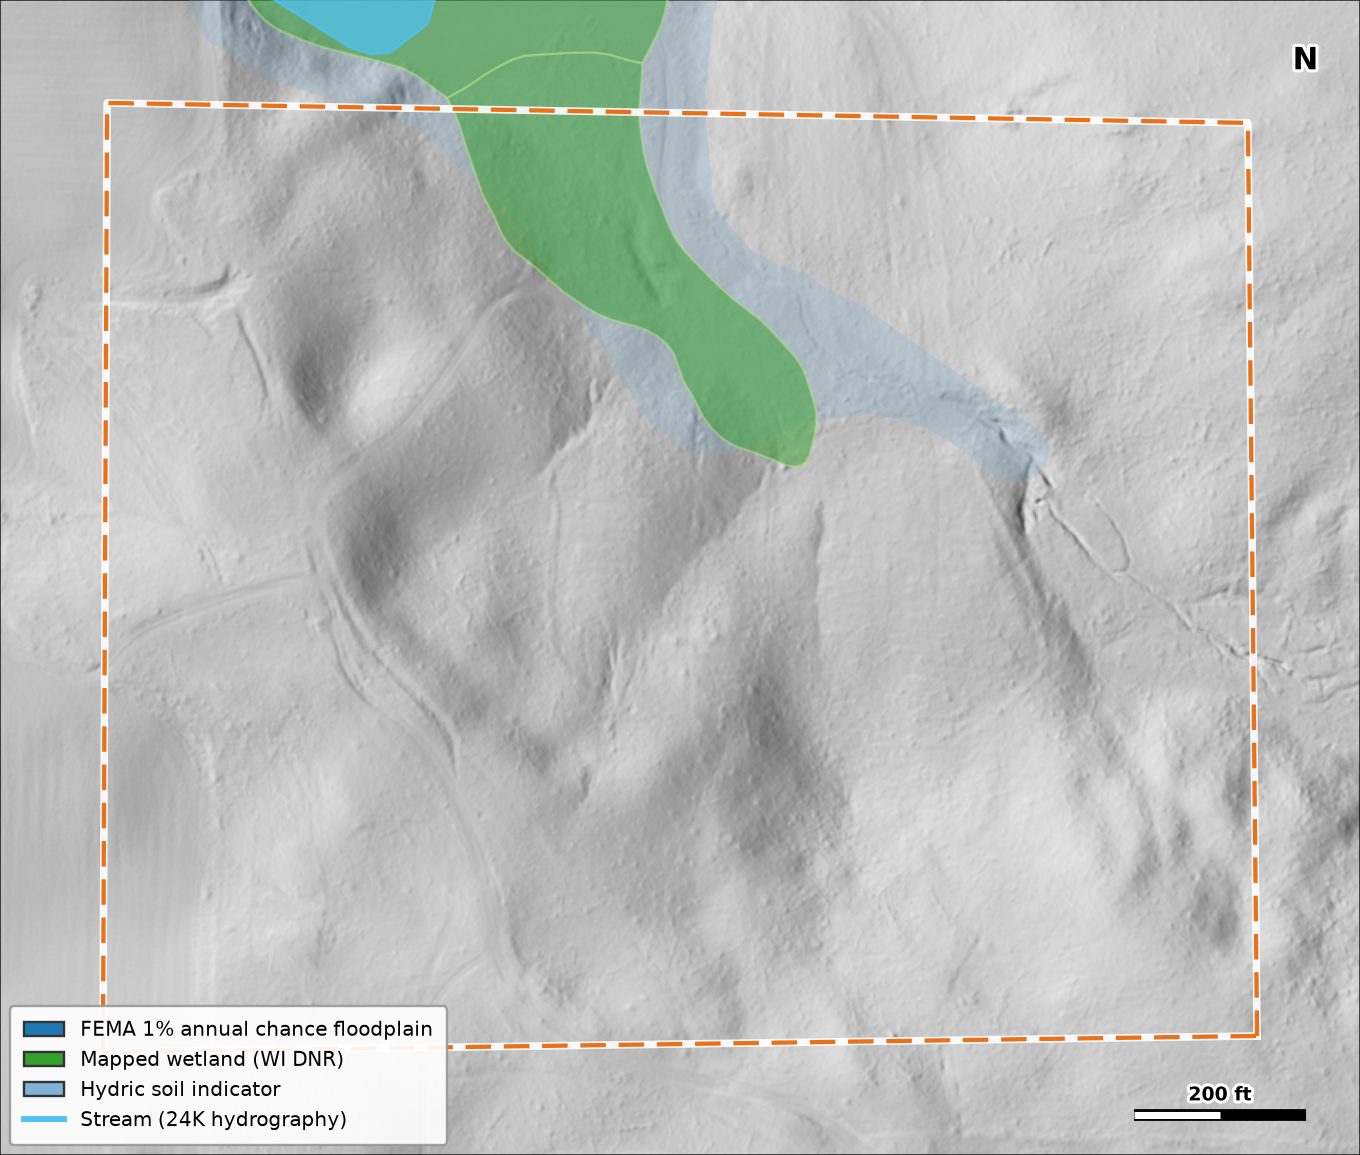 N
FEMA 1% annual chance floodplain
Mapped wetland (WI DNR)
Hydric soil indicator
Stream (24K hydrography)
200 ft